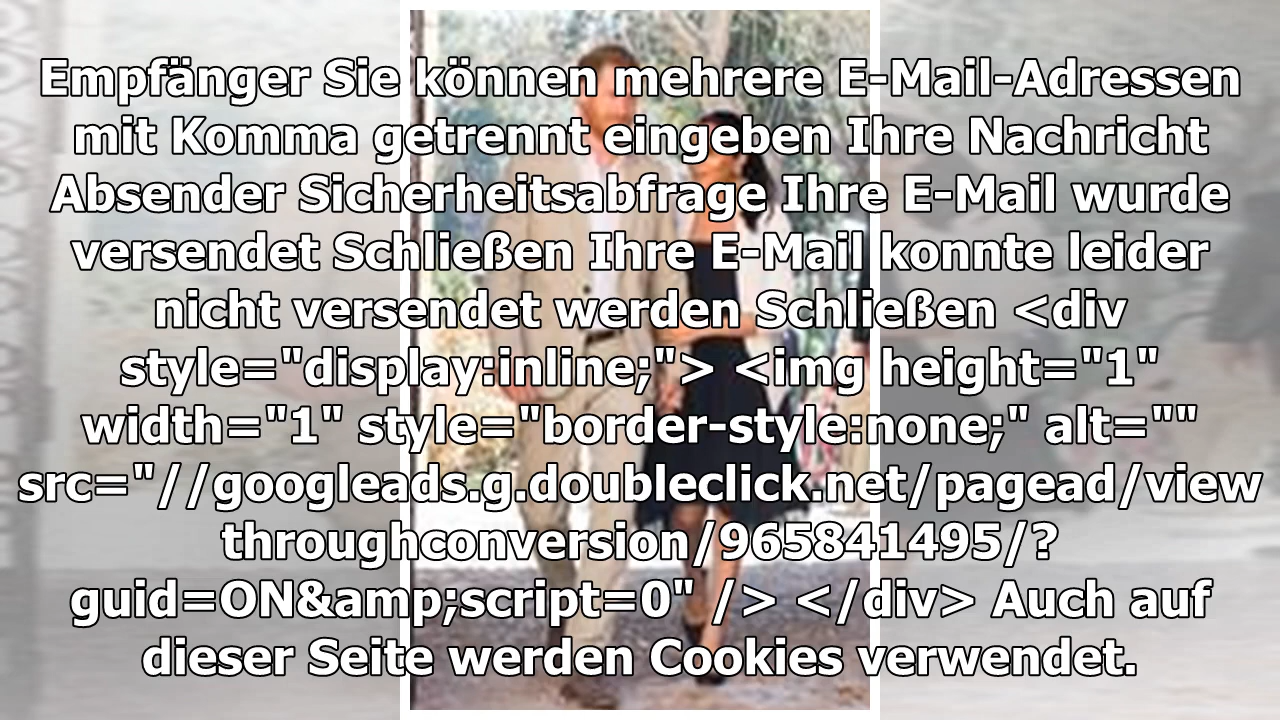 Empfänger Sie können mehrere E-Mail-Adressen
mit Komma getrennt eingeben Ihre Nachricht
Absender Sicherheitsabfrage Ihre E-Mail wurde
versendet Schließen Ihre E-Mail konnte leider
nicht versendet werden Schließen <div
style="display:inline;"> <img height="1"
width="1" style="border-style:none;" alt=""
src="//googleads.g.doubleclick.net/pagead/view
throughconversion/965841495/?
guid=ON&amp;script=0" /> </div> Auch auf
dieser Seite werden Cookies verwendet.